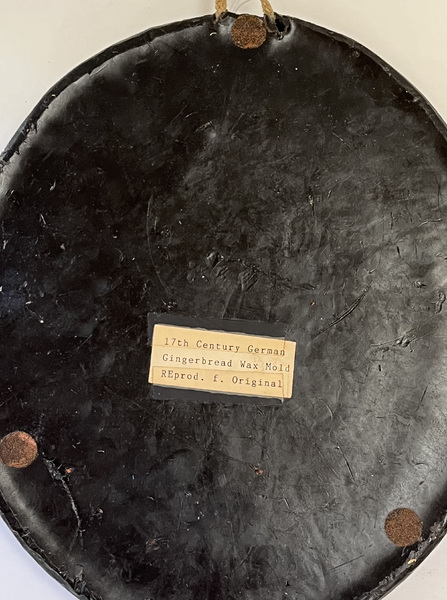 17th Century German
Gingerbread Wax Mold
REprod. f. Original